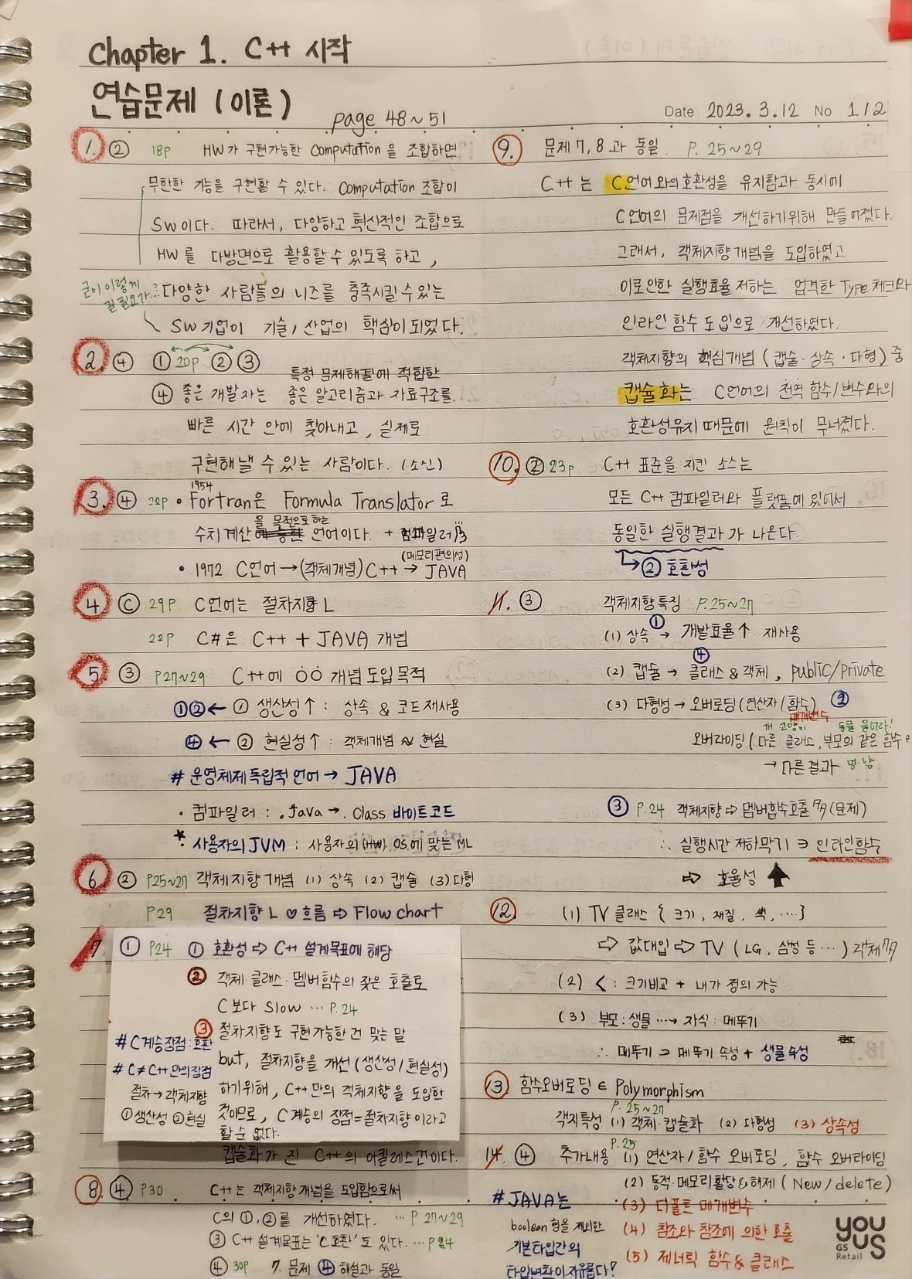 Chapter 1. C++ 시작
연습문제 (이론)
page 48~51
Date 2023. 3. 12 No 1/2
1. ② 18p HW가 구현가능한 Computation을 조합하면
무한한 기능을 구현할 수 있다. Computation 조합이
SW이다. 따라서, 다양하고 혁신적인 조합으로
HW를 다방면으로 활용할 수 있도록 하고,
굳이 이렇게
다양한 사람들의 니즈를 충족시킬 수 있는
SW기업이 기술/산업의 핵심이 되었다.
2 ④ ① 20p ② ③
특정 문제해결에 적합한
④ 좋은 개발자는 좋은 알고리즘과 자료구조를
빠른 시간 안에 찾아내고, 실제로
구현해낼 수 있는 사람이다. (소신)
1954
3. ④ 28p • Fortran은 Formula Translator로
을 목적으로 하는
수치계산 언어이다. + 컴파일러
(메모리관리성)
• 1972 C언어 → (객체개념) C++ → JAVA
4 Ⓒ 29p C언어는 절차지향 L
22p C#은 C++ + JAVA 개념
5 ③ P27~29 C++에 ㅇㅇ 개념 도입 목적
①② ← ① 생산성↑ : 상속 & 코드 재사용
④ ← ② 현실성↑ : 객체개념 ≈ 현실
# 운영체제 독립적 언어 → JAVA
• 컴파일러 : .Java → .Class 바이트코드
* 사용자의 JVM : 사용자의 (HW) OS에 맞는 ML
6 ② P25~27 객체지향 개념 (1) 상속 (2) 캡슐 (3) 다형
P29 절차지향 L ♡ 흐름 ⇨ Flow chart
7 ① P24 ① 호환성 ⇨ C++ 설계목표에 해당
② 객체·클래스·멤버함수의 잦은 호출로
C보다 Slow … P.24
③ 절차지향도 구현가능한 건 맞는 말
# C계승장점 : 호환
but, 절차지향을 개선 (생산성/현실성)
# C≠C++만의 장점
하기위해, C++만의 객체지향을 도입한
절차→객체지향
것이므로, C계승의 장점=절차지향 이라고
①생산성 ②현실
할 순 없다.
캡슐화가 진 C++의 아킬레스건이다.
8. ④ P30 C++는 객체지향 개념을 도입함으로써
C의 ①, ②를 개선하였다. … P 27~29
③ C++ 설계목표는 'C호환'도 있다. … P24
④ 30p 7. 문제 ④ 해설과 동일
9. 문제 7, 8과 동일. P. 25~29
C++는 C언어와의 호환성을 유지함과 동시에
C언어의 문제점을 개선하기위해 만들어졌다.
그래서, 객체지향 개념을 도입하였고
이로인한 실행효율 저하는 엄격한 Type 체크와
인라인 함수 도입으로 개선하였다.
객체지향의 핵심개념 (캡슐·상속·다형) 중
캡슐화는 C언어의 전역 함수/변수와의
호환성유지 때문에 원칙이 무너졌다.
10. ② 23p C++ 표준을 지킨 소스는
모든 C++ 컴파일러와 플랫폼에 있어서
동일한 실행결과가 나온다.
② 호환성
11. ③ 객체지향 특징 P.25~27
(1) 상속 ① → 개발효율↑ 재사용
④
(2) 캡슐 → 클래스 & 객체, public/private
(3) 다형성 → 오버로딩 (연산자/함수) ②
매개변수
개 고양이
오버라이딩 (다른 클래스, 부모의 같은 함수
→ 다른결과 멍·냥
③ P.24 객체지향 ⇨ 멤버함수호출 ↗↗ (문제)
∴ 실행시간 저하막기 ∋ 인라인함수
⇨ 효율성 ↑
12. (1) TV 클래스 { 크기, 재질, 색, … }
⇨ 값대입 ⇨ TV (LG, 삼성 등 …) 객체↗↗
(2) < : 크기비교 + 내가 정의 가능
(3) 부모:생물 …→ 자식 : 메뚜기
∴ 메뚜기 ⊃ 메뚜기 속성 + 생물속성
13. 함수오버로딩 ∈ Polymorphism
P. 25~27
객지특성 (1) 객체·캡슐화 (2) 다형성 (3) 상속성
P.25
14. ④ 추가내용 (1) 연산자/함수 오버로딩, 함수 오버라이딩
(2) 동적 메모리 할당&해제 (New/delete)
# JAVA는 (3) 디폴트 매개변수
boolean 형을 제외한 (4) 참조와 참조에 의한 호출
기본타입간의 (5) 제너릭 함수 & 클래스
타입변환이 자유롭다?
YOU
US
GS
Retail